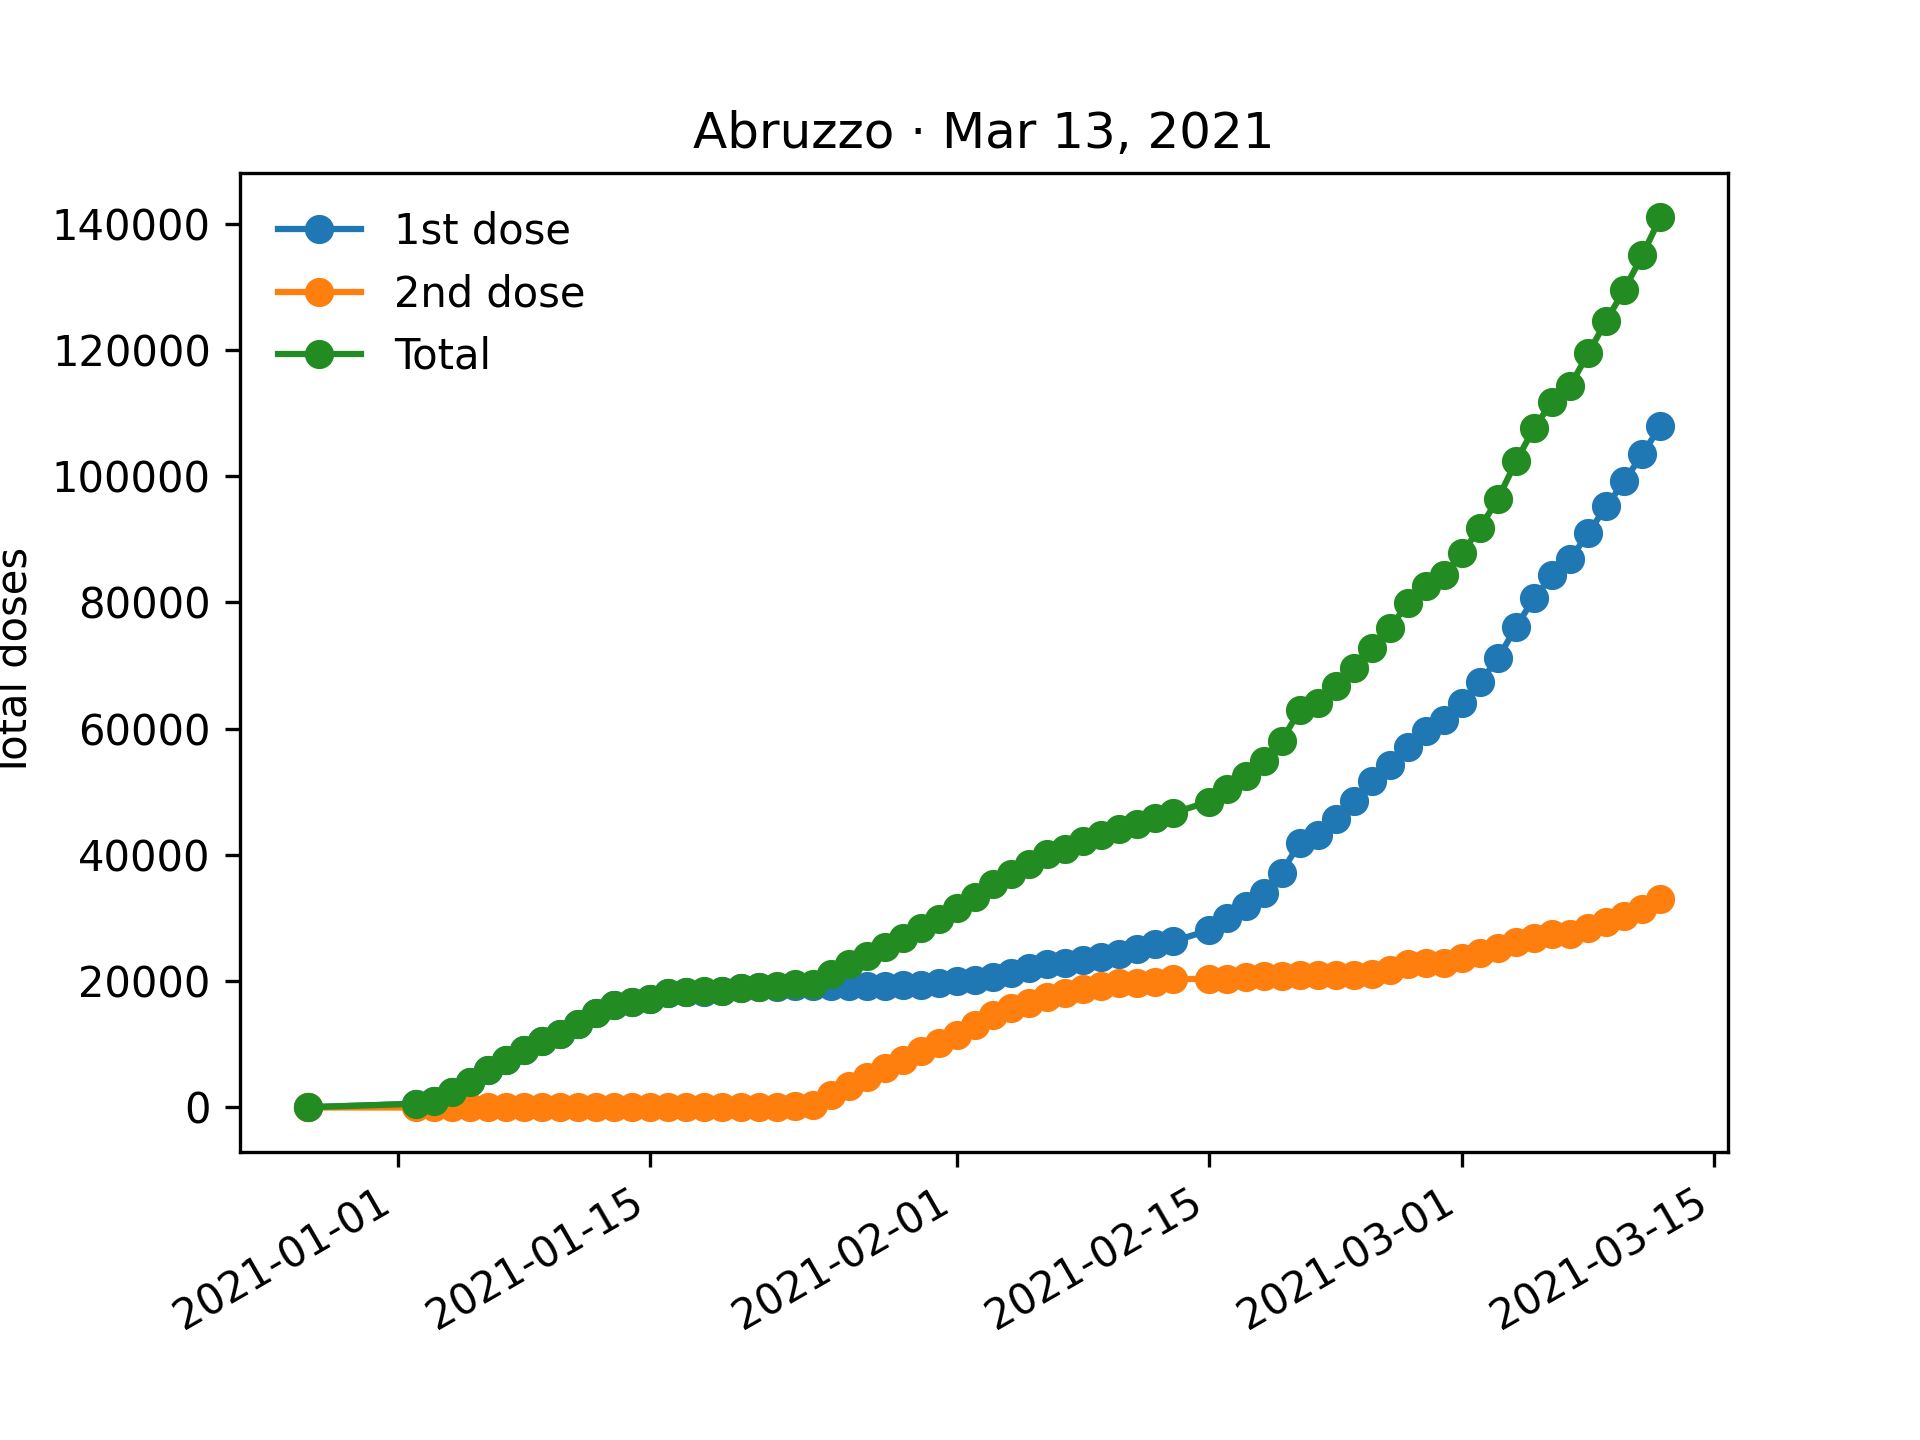 Abruzzo · Mar 13, 2021
1st dose
2nd dose
Total
Total doses
140000
120000
100000
80000
60000
40000
20000
0
2021-01-01
2021-01-15
2021-02-01
2021-02-15
2021-03-01
2021-03-15